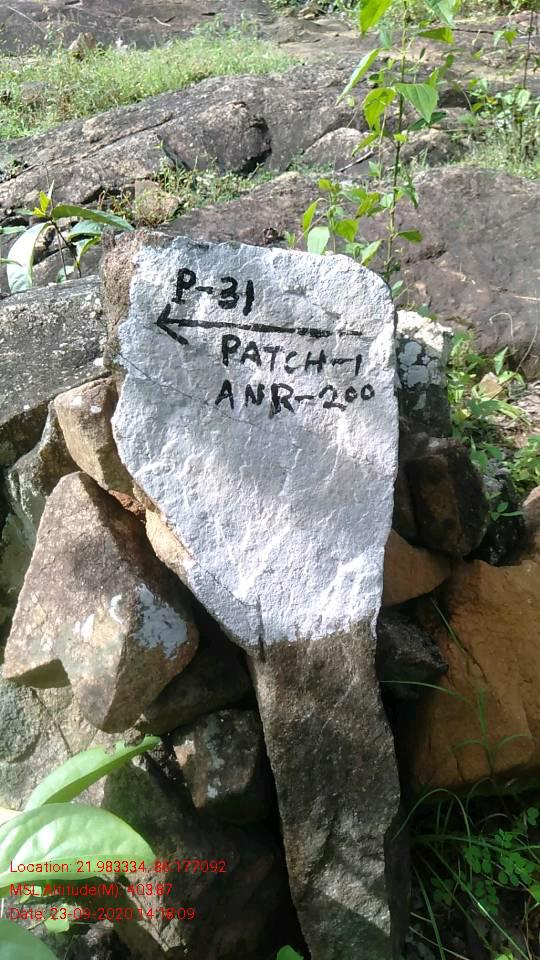 P-31
PATCH-1
ANR-200
Location: 21.983334, 86.177092
MSL Altitude(M): 403.87
Date: 23-09-2020 14:18:09